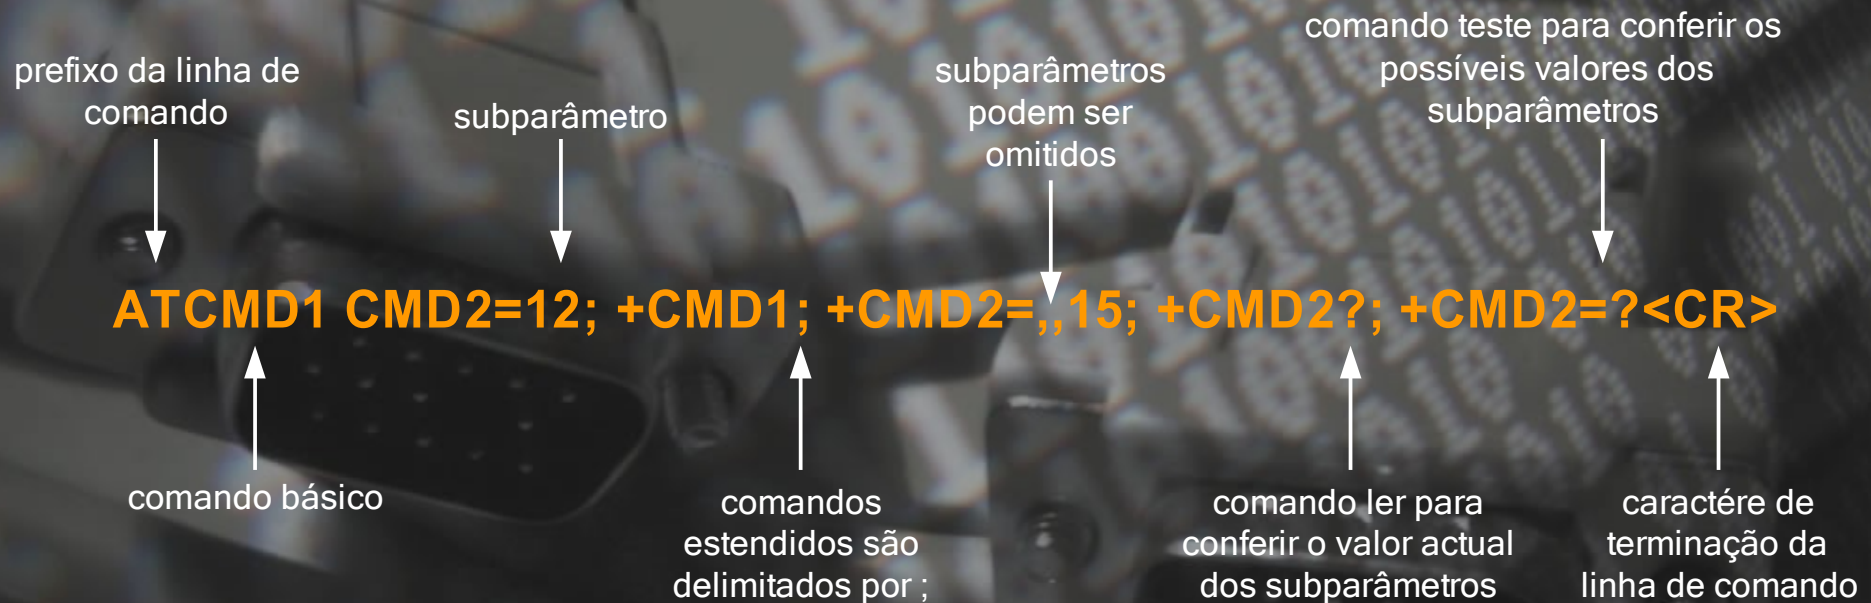 prefixo da linha de
comando
subparâmetro
subparâmetros
podem ser
omitidos
comando teste para conferir os
possíveis valores dos
subparâmetros
ATCMD1 CMD2=12; +CMD1; +CMD2=,,15; +CMD2?; +CMD2=?<CR>
comando básico
comandos
estendidos são
delimitados por ;
comando ler para
conferir o valor actual
dos subparâmetros
caractére de
terminação da
linha de comando